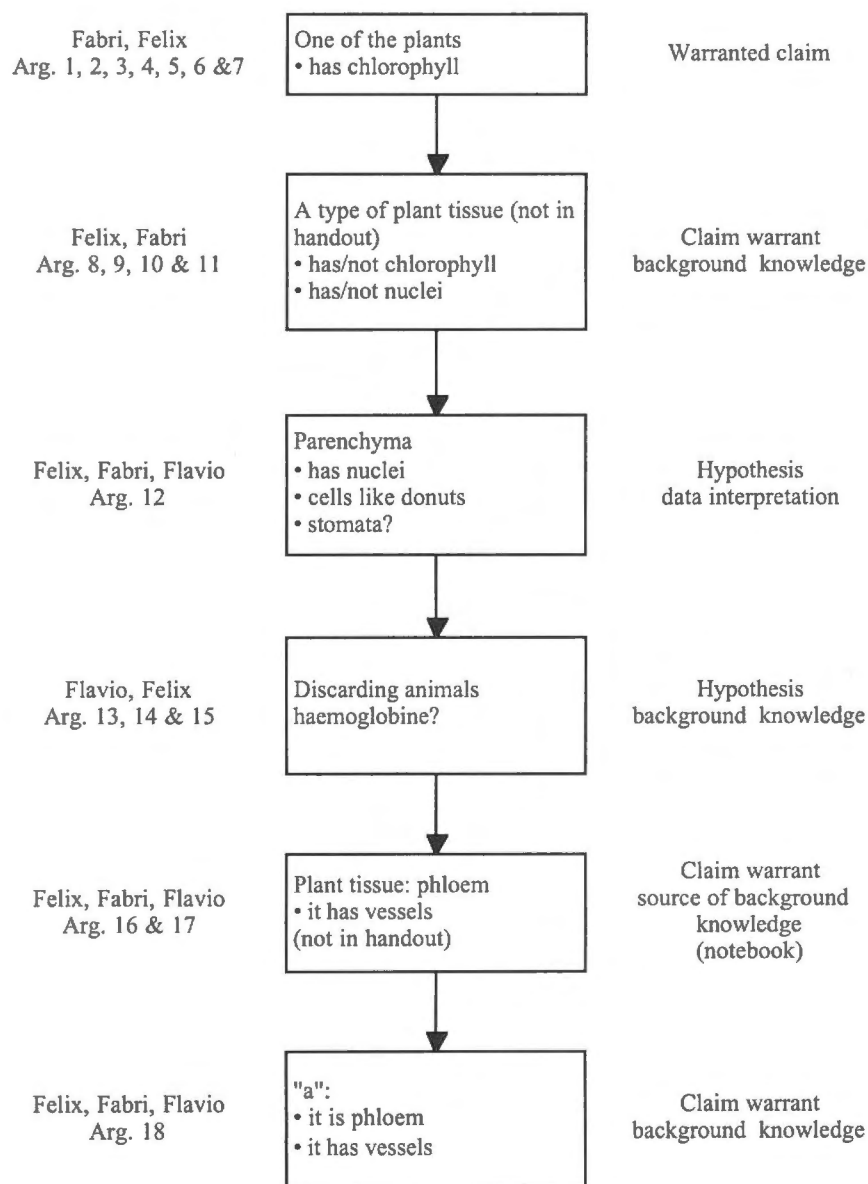 Fabri, Felix
Arg. 1, 2, 3, 4, 5, 6 &7
One of the plants
• has chlorophyll
Warranted claim
Felix, Fabri
Arg. 8, 9, 10 & 11
A type of plant tissue (not in
handout)
• has/not chlorophyll
• has/not nuclei
Claim warrant
background knowledge
Felix, Fabri, Flavio
Arg. 12
Parenchyma
• has nuclei
• cells like donuts
• stomata?
Hypothesis
data interpretation
Flavio, Felix
Arg. 13, 14 & 15
Discarding animals
haemoglobine?
Hypothesis
background knowledge
Felix, Fabri, Flavio
Arg. 16 & 17
Plant tissue: phloem
• it has vessels
(not in handout)
Claim warrant
source of background
knowledge
(notebook)
Felix, Fabri, Flavio
Arg. 18
"a":
• it is phloem
• it has vessels
Claim warrant
background knowledge